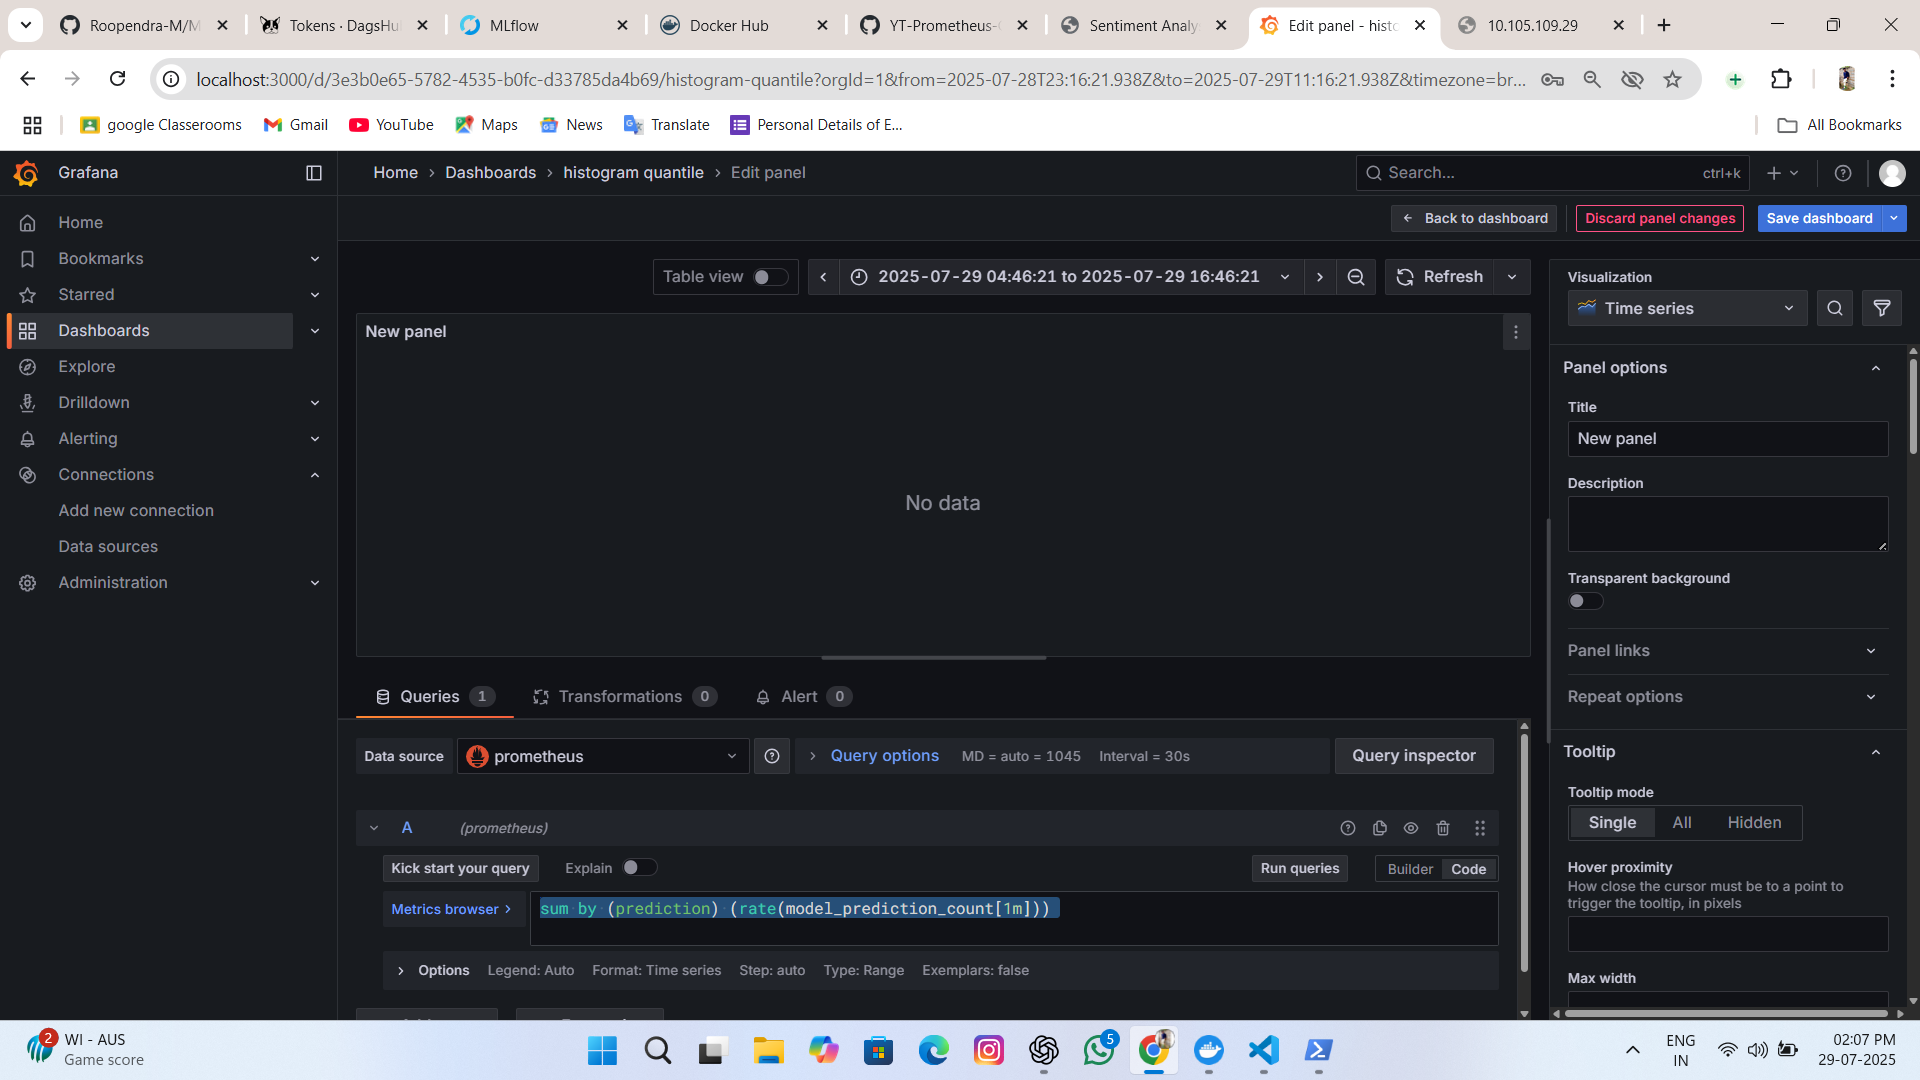 Roopendra-M/M
Tokens · DagsHu
MLflow
Docker Hub
YT-Prometheus-
Sentiment Analy
Edit panel - histo
10.105.109.29
localhost:3000/d/3e3b0e65-5782-4535-b0fc-d33785da4b69/histogram-quantile?orgId=1&from=2025-07-28T23:16:21.938Z&to=2025-07-29T11:16:21.938Z&timezone=br...
google Classerooms
Gmail
YouTube
Maps
News
Translate
Personal Details of E...
All Bookmarks
Grafana
Home › Dashboards › histogram quantile › Edit panel
Search...
ctrl+k
Back to dashboard
Discard panel changes
Save dashboard
Home
Bookmarks
Starred
Dashboards
Explore
Drilldown
Alerting
Connections
Add new connection
Data sources
Administration
Table view
2025-07-29 04:46:21 to 2025-07-29 16:46:21
Refresh
New panel
No data
Queries 1
Transformations 0
Alert 0
Data source
prometheus
Query options
MD = auto = 1045
Interval = 30s
Query inspector
A
(prometheus)
Kick start your query
Explain
Run queries
Builder
Code
Metrics browser >
sum by (prediction) (rate(model_prediction_count[1m]))
Options
Legend: Auto
Format: Time series
Step: auto
Type: Range
Exemplars: false
Visualization
Time series
Panel options
Title
New panel
Description
Transparent background
Panel links
Repeat options
Tooltip
Tooltip mode
Single
All
Hidden
Hover proximity
How close the cursor must be to a point to
trigger the tooltip, in pixels
Max width
2
WI - AUS
Game score
5
ENG
IN
02:07 PM
29-07-2025